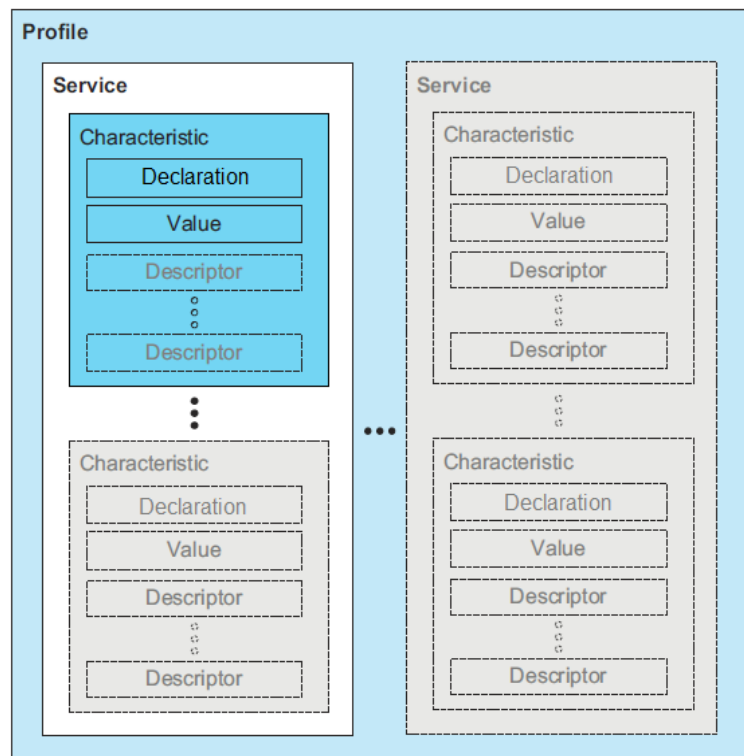 Profile
Service
Characteristic
Declaration
Value
Descriptor
Descriptor
Characteristic
Declaration
Value
Descriptor
Descriptor
Service
Characteristic
Declaration
Value
Descriptor
Descriptor
Characteristic
Declaration
Value
Descriptor
Descriptor